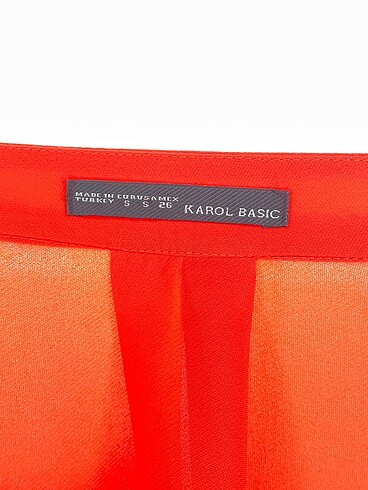 MADE IN EUR USA MEX
TURKEY S S 26
KAROL BASIC